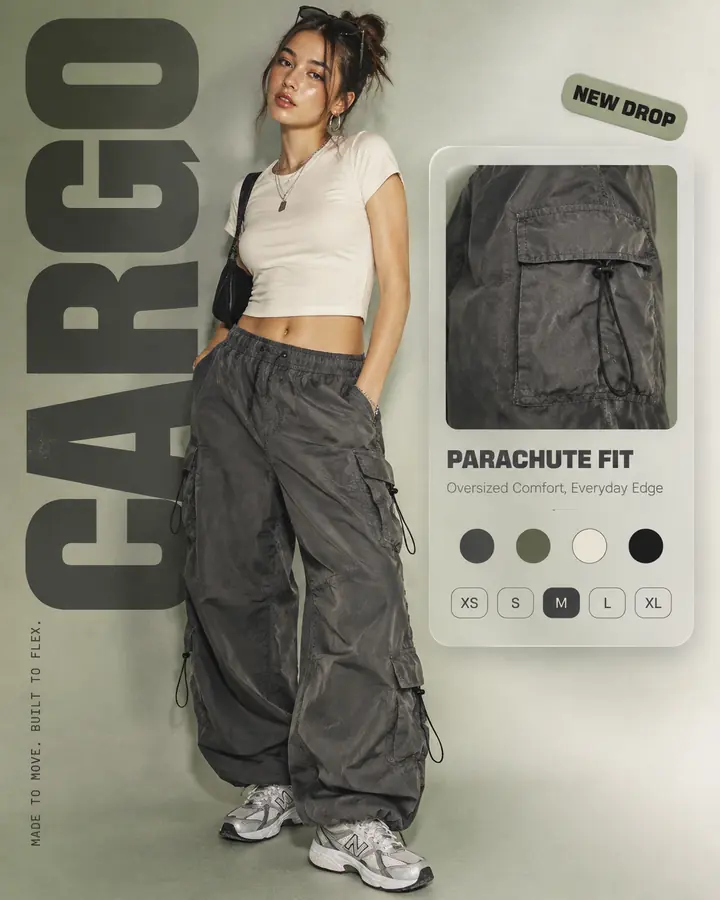 CARGO
MADE TO MOVE. BUILT TO FLEX.
NEW DROP
PARACHUTE FIT
Oversized Comfort, Everyday Edge
XS S M L XL
N
N